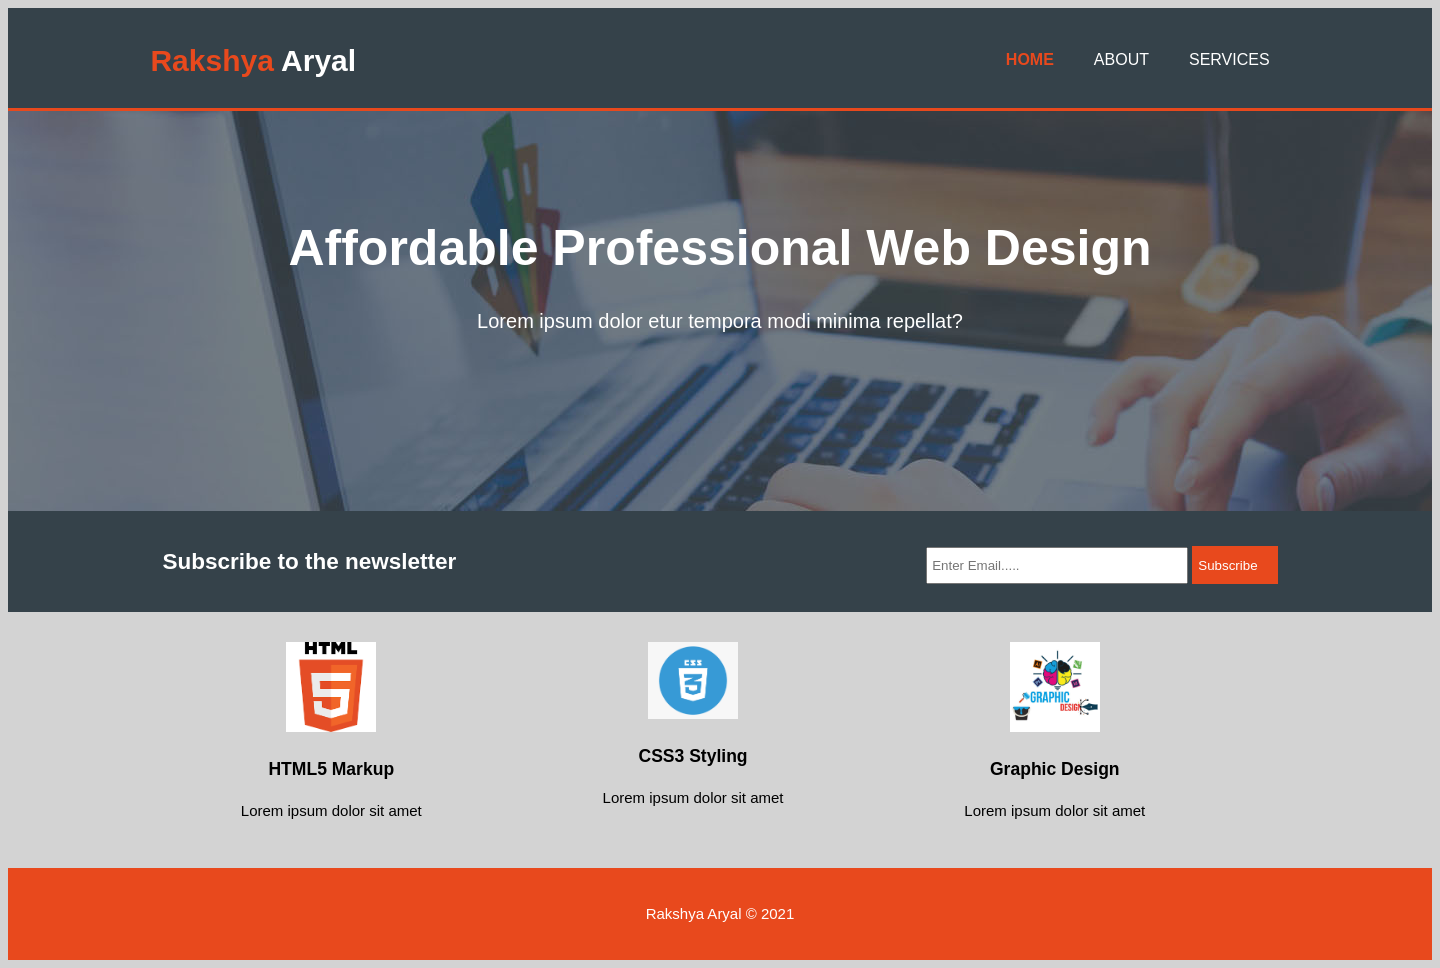 Rakshya Aryal
HOME ABOUT SERVICES
Affordable Professional Web Design
Lorem ipsum dolor etur tempora modi minima repellat?
Subscribe to the newsletter
Enter Email.....
Subscribe
HTML
5
CSS
3
GRAPHIC
DESIGN
HTML5 Markup
CSS3 Styling
Graphic Design
Lorem ipsum dolor sit amet
Lorem ipsum dolor sit amet
Lorem ipsum dolor sit amet
Rakshya Aryal © 2021